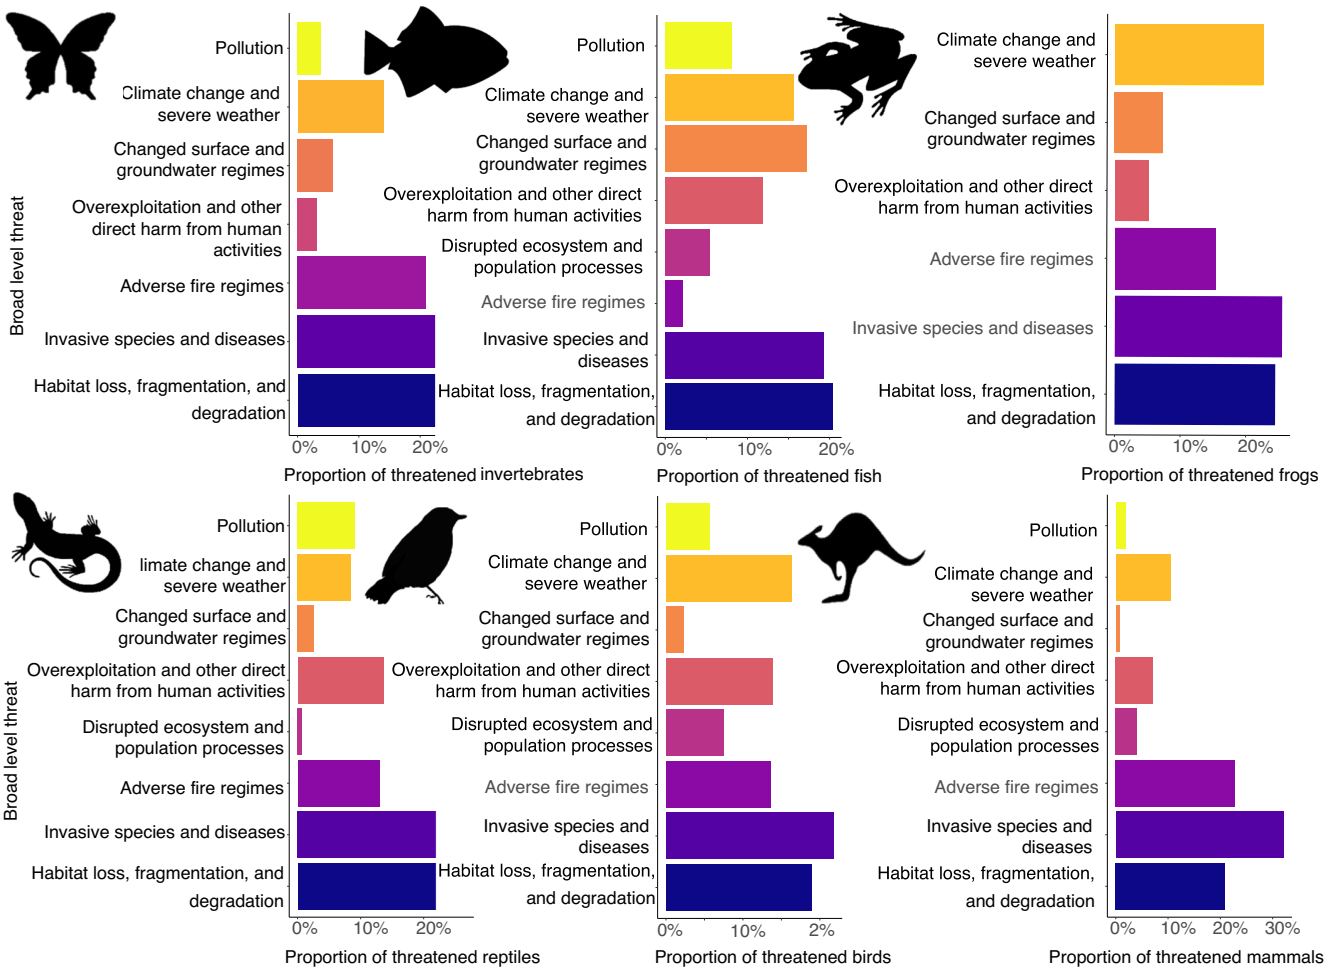 Broad level threat
Pollution
Climate change and
severe weather
Changed surface and
groundwater regimes
Overexploitation and other
direct harm from human
activities
Adverse fire regimes
Invasive species and diseases
Habitat loss, fragmentation, and
degradation
0% 10% 20%
Proportion of threatened invertebrates
Pollution
Climate change and
severe weather
Changed surface and
groundwater regimes
Overexploitation and other direct
harm from human activities
Disrupted ecosystem and
population processes
Adverse fire regimes
Invasive species and
diseases
Habitat loss, fragmentation,
and degradation
0% 10% 20%
Proportion of threatened fish
Climate change and
severe weather
Changed surface and
groundwater regimes
Overexploitation and other direct
harm from human activities
Adverse fire regimes
Invasive species and diseases
Habitat loss, fragmentation,
and degradation
0% 10% 20%
Proportion of threatened frogs
Broad level threat
Pollution
limate change and
severe weather
Changed surface and
groundwater regimes
Overexploitation and other direct
harm from human activities
Disrupted ecosystem and
population processes
Adverse fire regimes
Invasive species and diseases
Habitat loss, fragmentation, and
degradation
0% 10% 20%
Proportion of threatened reptiles
Pollution
Climate change and
severe weather
Changed surface and
groundwater regimes
Overexploitation and other direct
harm from human activities
Disrupted ecosystem and
population processes
Adverse fire regimes
Invasive species and
diseases
Habitat loss, fragmentation,
and degradation
0% 10% 2%
Proportion of threatened birds
Pollution
Climate change and
severe weather
Changed surface and
groundwater regimes
Overexploitation and other direct
harm from human activities
Disrupted ecosystem and
population processes
Adverse fire regimes
Invasive species and
diseases
Habitat loss, fragmentation,
and degradation
0% 10% 20% 30%
Proportion of threatened mammals